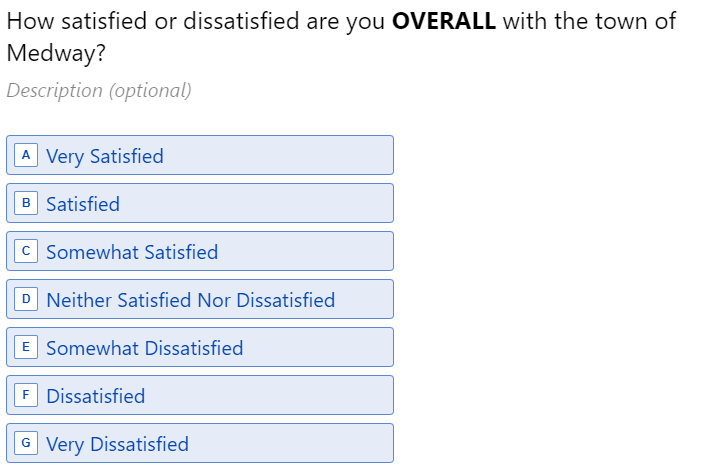 How satisfied or dissatisfied are you OVERALL with the town of
Medway?
Description (optional)
A Very Satisfied
B Satisfied
C Somewhat Satisfied
D Neither Satisfied Nor Dissatisfied
E Somewhat Dissatisfied
F Dissatisfied
G Very Dissatisfied